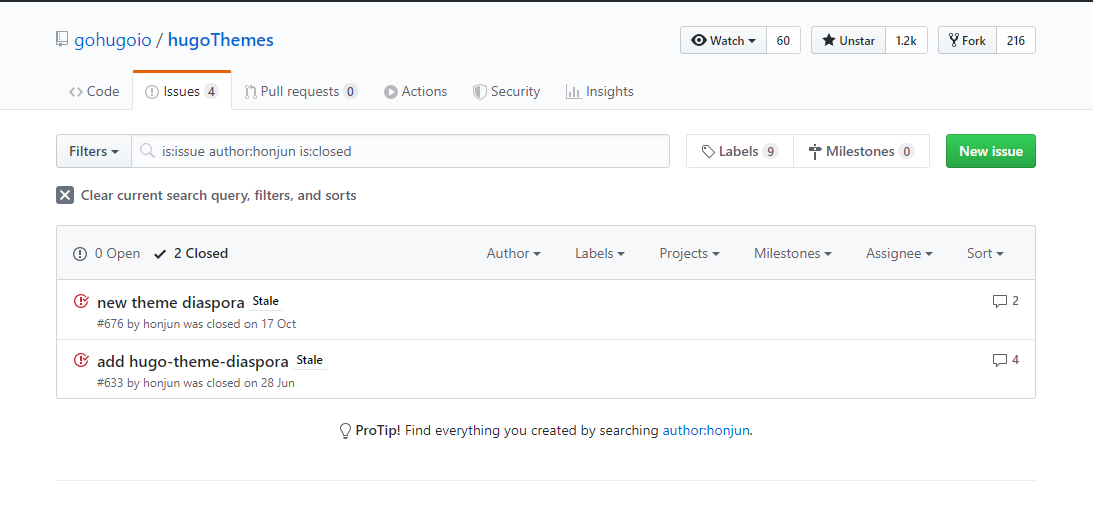 gohugoio / hugoThemes
Watch 60 Unstar 1.2k Fork 216
Code Issues 4 Pull requests 0 Actions Security Insights
Filters is:issue author:honjun is:closed Labels 9 Milestones 0 New issue
Clear current search query, filters, and sorts
0 Open 2 Closed Author Labels Projects Milestones Assignee Sort
new theme diaspora Stale 2
#676 by honjun was closed on 17 Oct
add hugo-theme-diaspora Stale 4
#633 by honjun was closed on 28 Jun
ProTip! Find everything you created by searching author:honjun.